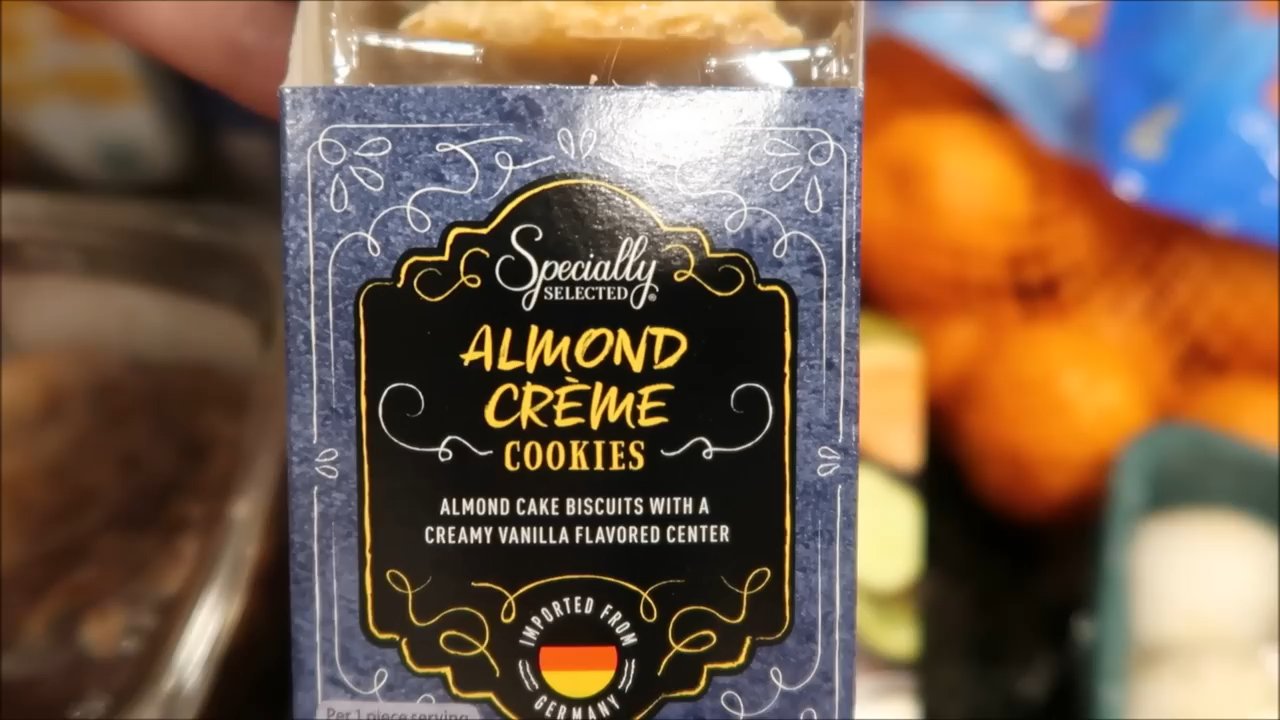 Specially
SELECTED®
ALMOND
CRÈME
COOKIES
ALMOND CAKE BISCUITS WITH A
CREAMY VANILLA FLAVORED CENTER
IMPORTED FROM
GERMANY
Per 1 piece serving